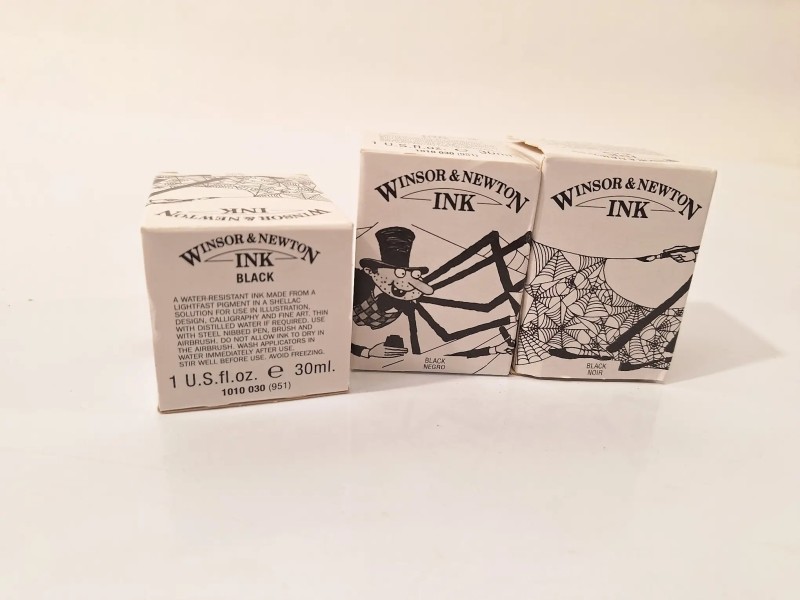 WINSOR & NEWTON
INK
WINSOR & NEWTON
INK
BLACK
A WATER-RESISTANT INK MADE FROM A
LIGHTFAST PIGMENT IN A SHELLAC
SOLUTION FOR USE IN ILLUSTRATION,
DESIGN, CALLIGRAPHY AND FINE ART. THIN
WITH DISTILLED WATER IF REQUIRED. USE
WITH STEEL NIBBED PEN, BRUSH AND
AIRBRUSH. DO NOT ALLOW INK TO DRY IN
THE AIRBRUSH. WASH APPLICATORS IN
WATER IMMEDIATELY AFTER USE.
STIR WELL BEFORE USE. AVOID FREEZING.
1 U.S.fl.oz. e 30ml.
1010 030 (951)
WINSOR & NEWTON
INK
BLACK
NEGRO
WINSOR & NEWTON
INK
BLACK
NOIR